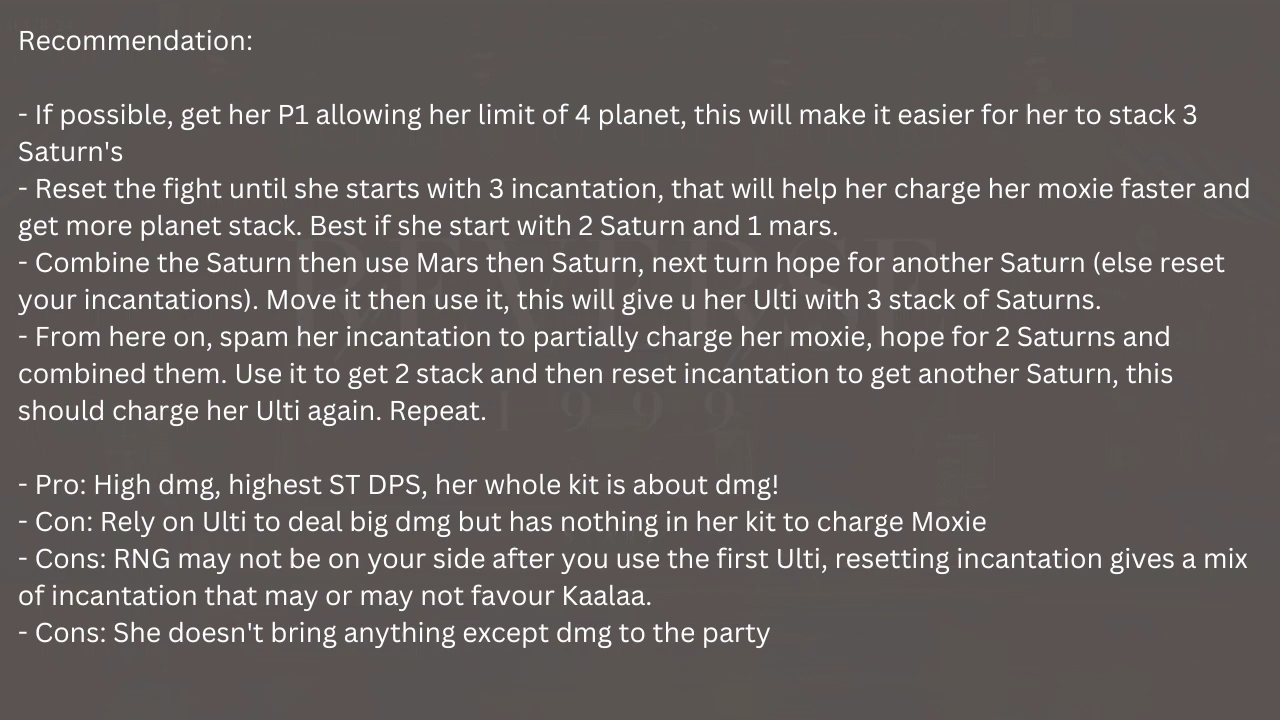 Recommendation:
- If possible, get her P1 allowing her limit of 4 planet, this will make it easier for her to stack 3
Saturn's
- Reset the fight until she starts with 3 incantation, that will help her charge her moxie faster and
get more planet stack. Best if she start with 2 Saturn and 1 mars.
- Combine the Saturn then use Mars then Saturn, next turn hope for another Saturn (else reset
your incantations). Move it then use it, this will give u her Ulti with 3 stack of Saturns.
- From here on, spam her incantation to partially charge her moxie, hope for 2 Saturns and
combined them. Use it to get 2 stack and then reset incantation to get another Saturn, this
should charge her Ulti again. Repeat.
- Pro: High dmg, highest ST DPS, her whole kit is about dmg!
- Con: Rely on Ulti to deal big dmg but has nothing in her kit to charge Moxie
- Cons: RNG may not be on your side after you use the first Ulti, resetting incantation gives a mix
of incantation that may or may not favour Kaalaa.
- Cons: She doesn't bring anything except dmg to the party
REVERSE
1999